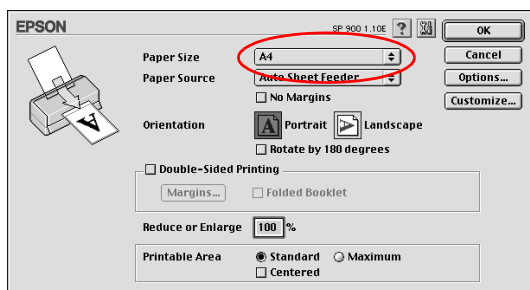 EPSON
SP 900 1.10E
OK
Paper Size
A4
Cancel
Paper Source
Auto Sheet Feeder
Options...
No Margins
Customize...
Orientation
A
Portrait
A
Landscape
Rotate by 180 degrees
Double-Sided Printing
Margins...
Folded Booklet
Reduce or Enlarge
100 %
Printable Area
Standard
Maximum
Centered
A